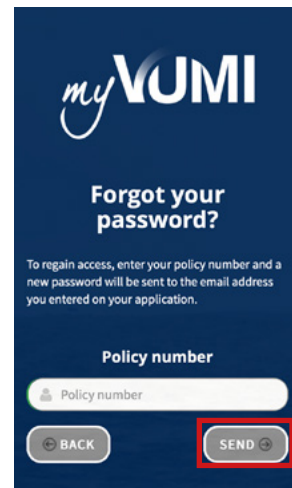 myVUMI
Forgot your
password?
To regain access, enter your policy number and a
new password will be sent to the email address
you entered on your application.
Policy number
Policy number
BACK
SEND